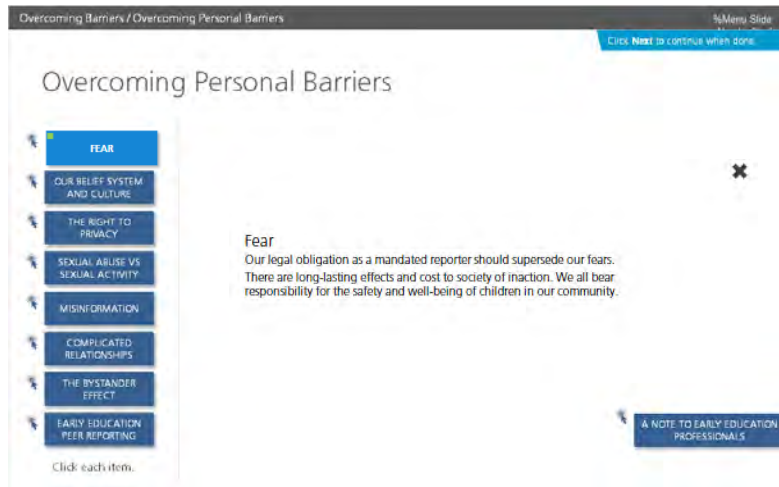 Overcoming Barriers / Overcoming Personal Barriers
%Menu Slide
Click Next to continue when done.
Overcoming Personal Barriers
FEAR
OUR BELIEF SYSTEM
AND CULTURE
THE RIGHT TO
PRIVACY
SEXUAL ABUSE VS
SEXUAL ACTIVITY
MISINFORMATION
COMPLICATED
RELATIONSHIPS
THE BYSTANDER
EFFECT
EARLY EDUCATION
PEER REPORTING
Click each item.
Fear
Our legal obligation as a mandated reporter should supersede our fears.
There are long-lasting effects and cost to society of inaction. We all bear
responsibility for the safety and well-being of children in our community.
A NOTE TO EARLY EDUCATION
PROFESSIONALS